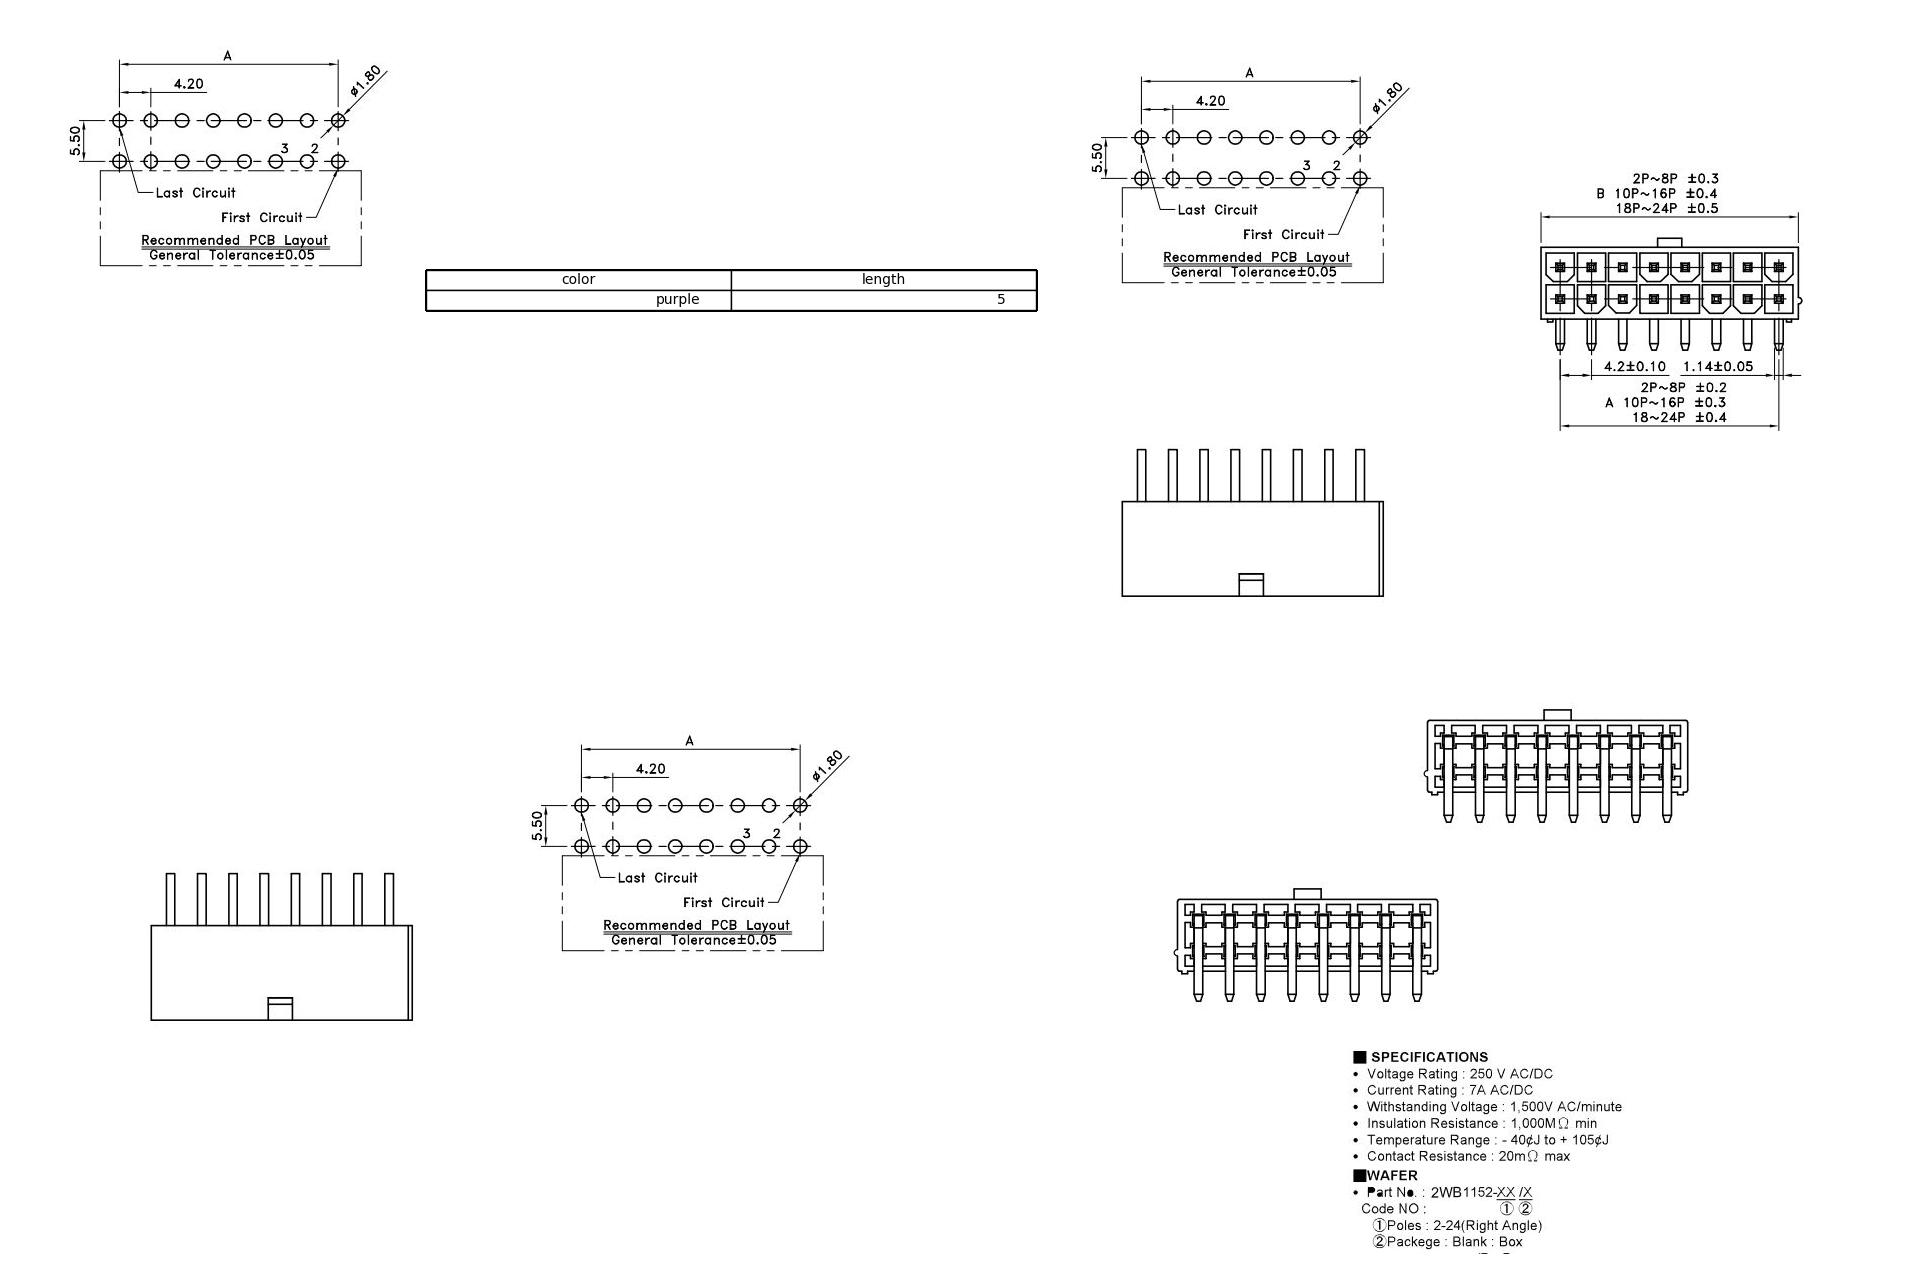 A
4.20
ø1.80
5.50
3 2
Last Circuit
First Circuit
Recommended PCB Layout
General Tolerance±0.05
color length
purple 5
A
4.20
ø1.80
5.50
3 2
Last Circuit
First Circuit
Recommended PCB Layout
General Tolerance±0.05
2P~8P ±0.3
B 10P~16P ±0.4
18P~24P ±0.5
4.2±0.10 1.14±0.05
2P~8P ±0.2
A 10P~16P ±0.3
18~24P ±0.4
A
4.20
ø1.80
5.50
3 2
Last Circuit
First Circuit
Recommended PCB Layout
General Tolerance±0.05
■ SPECIFICATIONS
• Voltage Rating : 250 V AC/DC
• Current Rating : 7A AC/DC
• Withstanding Voltage : 1,500V AC/minute
• Insulation Resistance : 1,000MΩ min
• Temperature Range : - 40¢J to + 105¢J
• Contact Resistance : 20mΩ max
■WAFER
• Part No. : 2WB1152-XX /X
Code NO : ① ②
①Poles : 2-24(Right Angle)
②Packege : Blank : Box